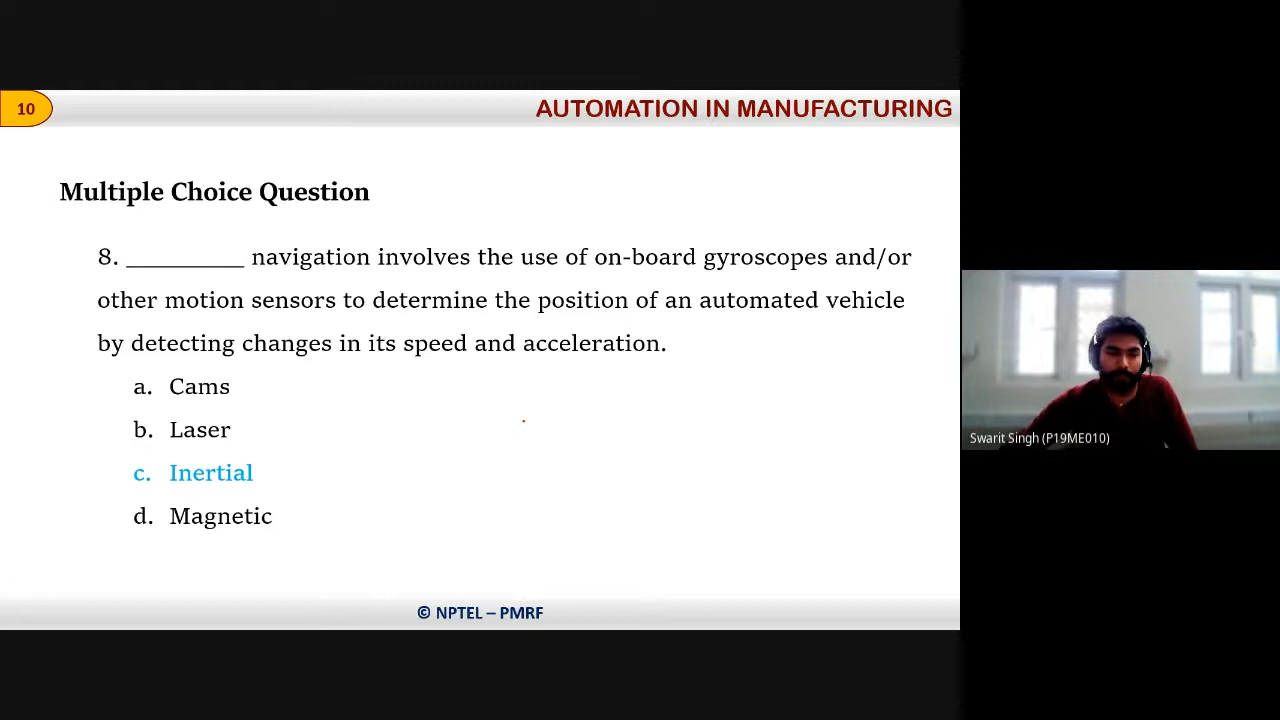 10
AUTOMATION IN MANUFACTURING
Multiple Choice Question
8. _________ navigation involves the use of on-board gyroscopes and/or
other motion sensors to determine the position of an automated vehicle
by detecting changes in its speed and acceleration.
a. Cams
b. Laser
c. Inertial
d. Magnetic
© NPTEL – PMRF
Swarit Singh (P19ME010)